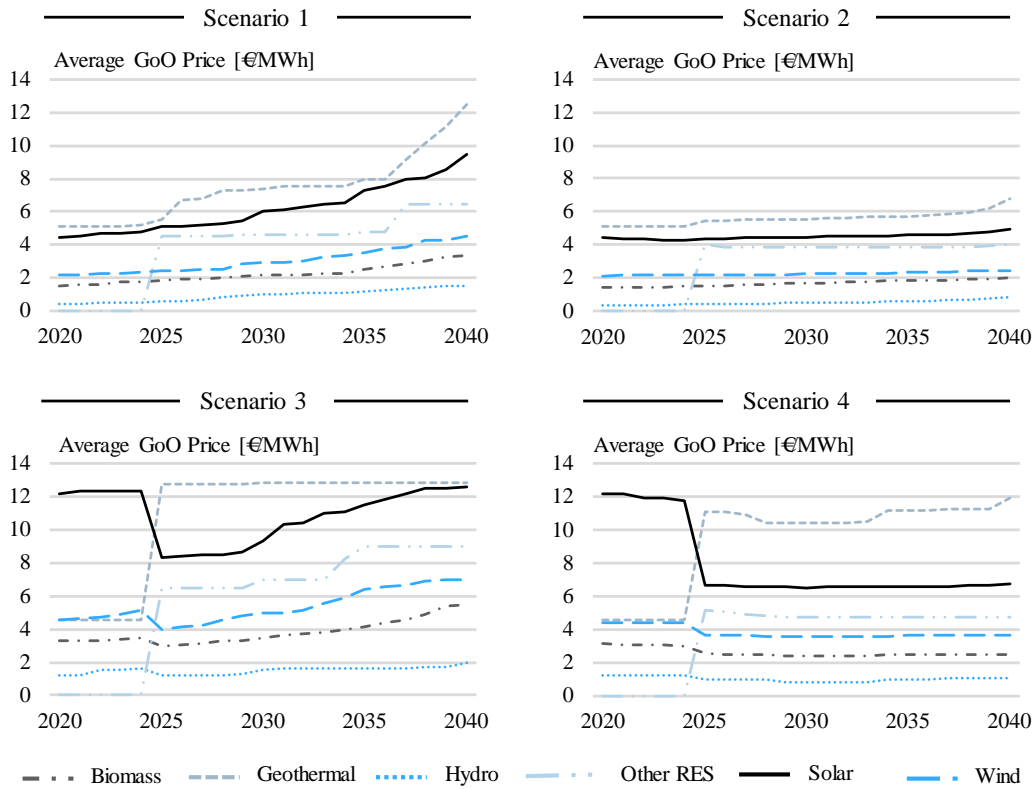 Scenario 1
Average GoO Price [€/MWh]
14
12
10
8
6
4
2
0
2020 2025 2030 2035 2040
Scenario 2
Average GoO Price [€/MWh]
14
12
10
8
6
4
2
0
2020 2025 2030 2035 2040
Scenario 3
Average GoO Price [€/MWh]
14
12
10
8
6
4
2
0
2020 2025 2030 2035 2040
Scenario 4
Average GoO Price [€/MWh]
14
12
10
8
6
4
2
0
2020 2025 2030 2035 2040
Biomass Geothermal Hydro Other RES Solar Wind